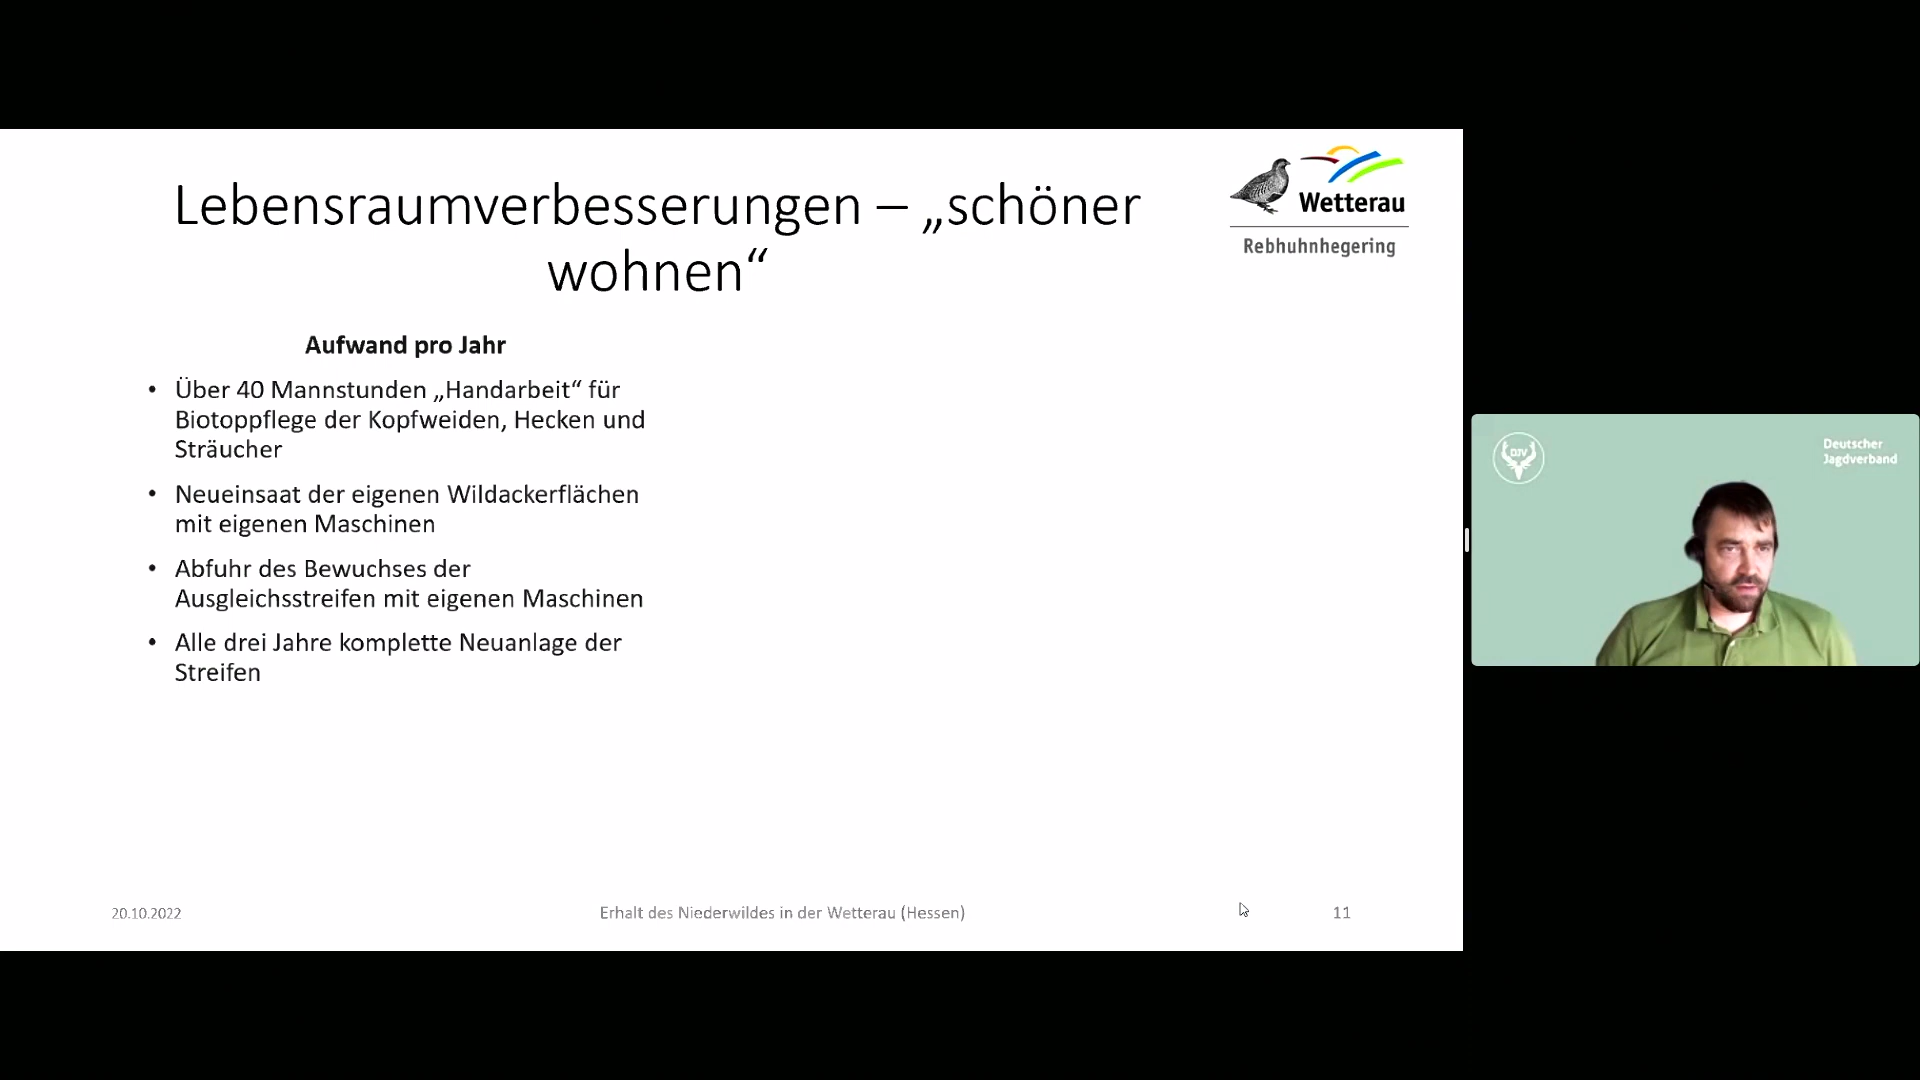 Lebensraumverbesserungen – „schöner
wohnen“
Wetterau
Rebhuhnhegering
Aufwand pro Jahr
• Über 40 Mannstunden „Handarbeit“ für
Biotoppflege der Kopfweiden, Hecken und
Sträucher
• Neueinsaat der eigenen Wildackerflächen
mit eigenen Maschinen
• Abfuhr des Bewuchses der
Ausgleichsstreifen mit eigenen Maschinen
• Alle drei Jahre komplette Neuanlage der
Streifen
20.10.2022
Erhalt des Niederwildes in der Wetterau (Hessen)
11
DJV
Deutscher
Jagdverband